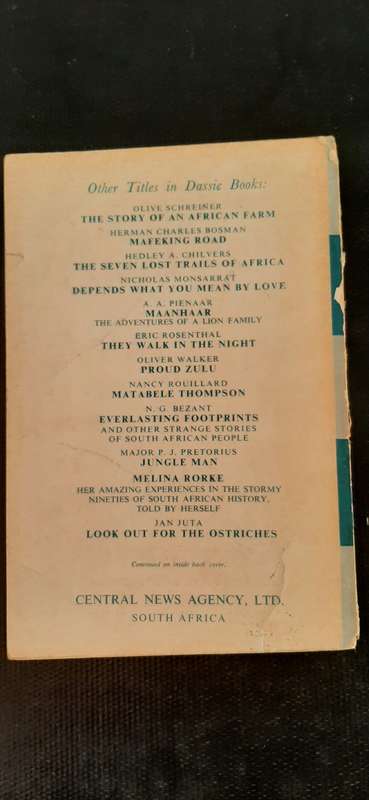 Other Titles in Dassie Books:
OLIVE SCHREINER
THE STORY OF AN AFRICAN FARM
HERMAN CHARLES BOSMAN
MAFEKING ROAD
HEDLEY A. CHILVERS
THE SEVEN LOST TRAILS OF AFRICA
NICHOLAS MONSARRAT
DEPENDS WHAT YOU MEAN BY LOVE
A. A. PIENAAR
MAANHAAR
THE ADVENTURES OF A LION FAMILY
ERIC ROSENTHAL
THEY WALK IN THE NIGHT
OLIVER WALKER
PROUD ZULU
NANCY ROUILLARD
MATABELE THOMPSON
N. G. BEZANT
EVERLASTING FOOTPRINTS
AND OTHER STRANGE STORIES
OF SOUTH AFRICAN PEOPLE
MAJOR P. J. PRETORIUS
JUNGLE MAN
MELINA RORKE
HER AMAZING EXPERIENCES IN THE STORMY
NINETIES OF SOUTH AFRICAN HISTORY,
TOLD BY HERSELF
JAN JUTA
LOOK OUT FOR THE OSTRICHES
Continued on inside back cover.
CENTRAL NEWS AGENCY, LTD.
SOUTH AFRICA